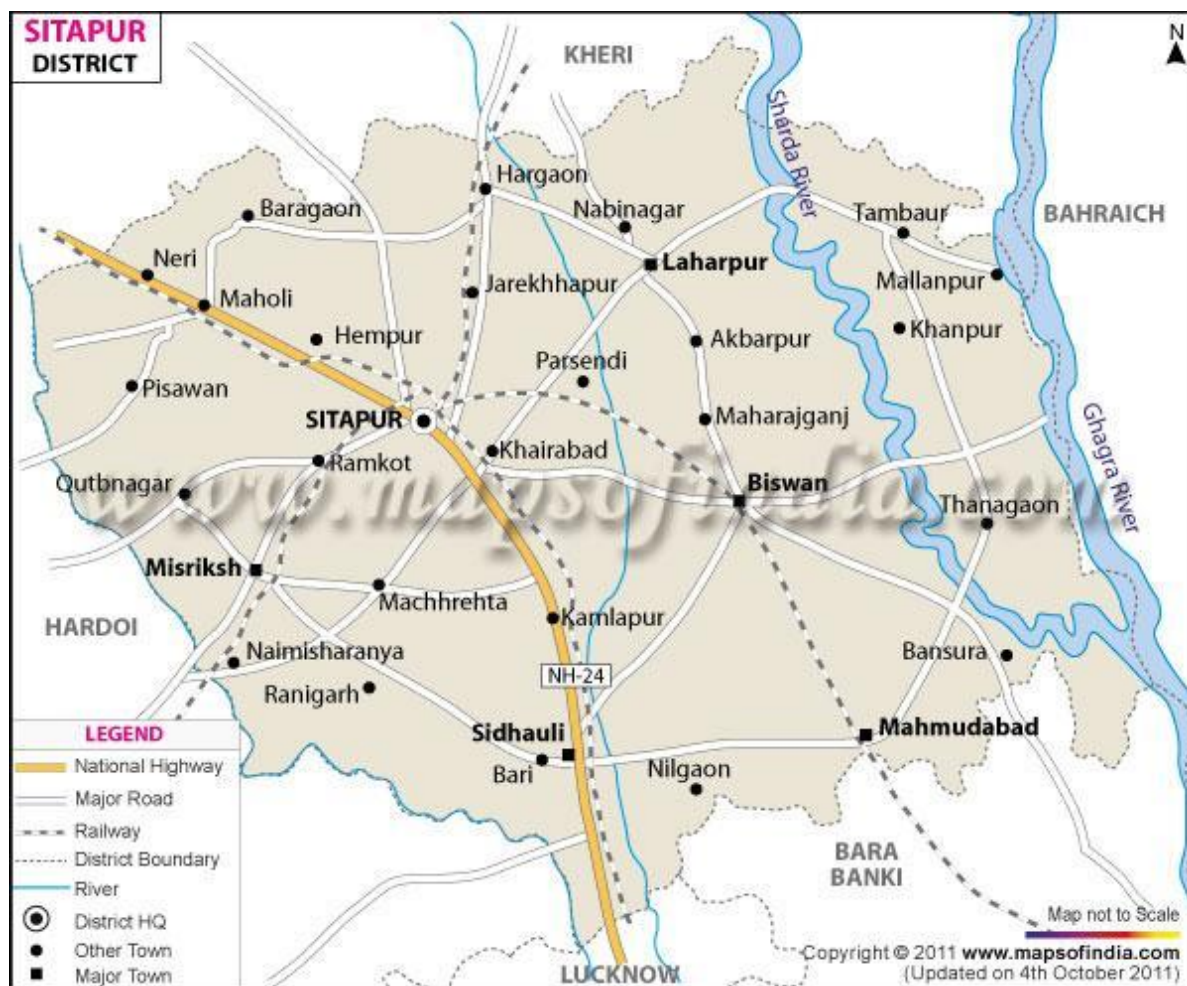 SITAPUR
DISTRICT
N
KHERI
Sharda River
Hargaon
Baragaon
Nabinagar
Tambaur
BAHRAICH
Neri
Laharpur
Mallanpur
Maholi
Jarekhhapur
Hempur
Akbarpur
Khanpur
Parsendi
Pisawan
SITAPUR
Maharajganj
Ghagra River
Khairabad
Ramkot
Qutbnagar
Biswan
www.mapsofindia.com
Thanagaon
Misriksh
Machhrehta
HARDOI
Kamlapur
Naimisharanya
Bansura
Ranigarh
NH-24
Sidhauli
Mahmudabad
Bari
Nilgaon
LEGEND
National Highway
Major Road
Railway
District Boundary
River
District HQ
Other Town
Major Town
BARA
BANKI
LUCKNOW
Map not to Scale
Copyright © 2011 www.mapsofindia.com
(Updated on 4th October 2011)